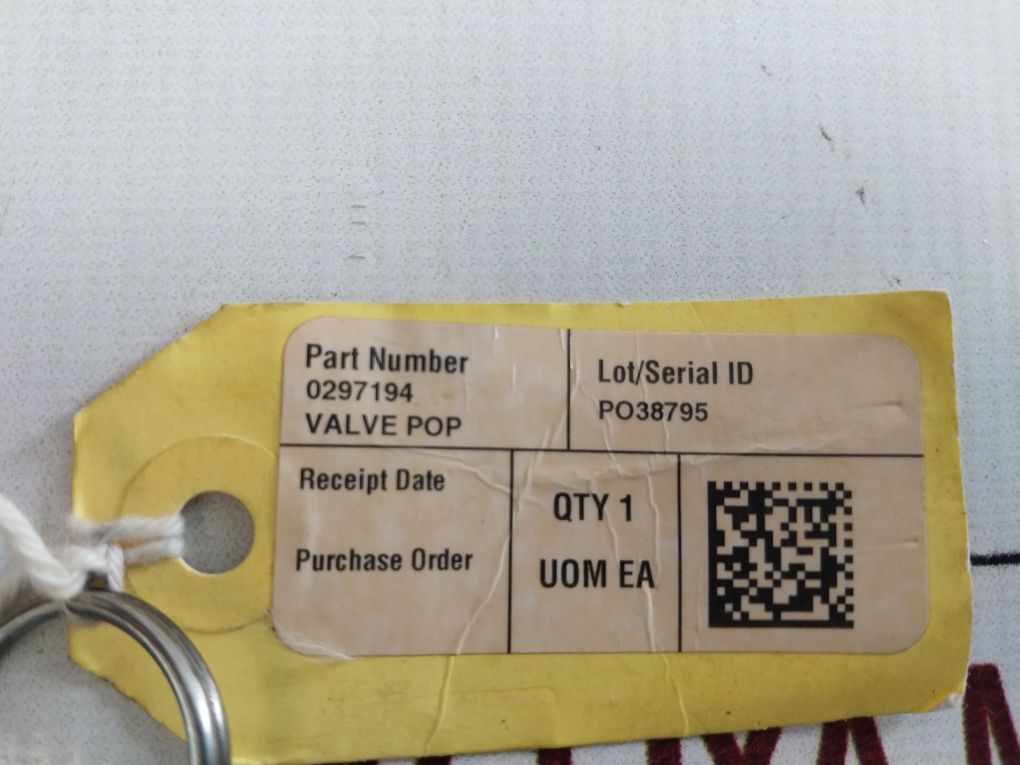 Part Number
0297194
VALVE POP
Lot/Serial ID
PO38795
Receipt Date
Purchase Order
QTY 1
UOM EA